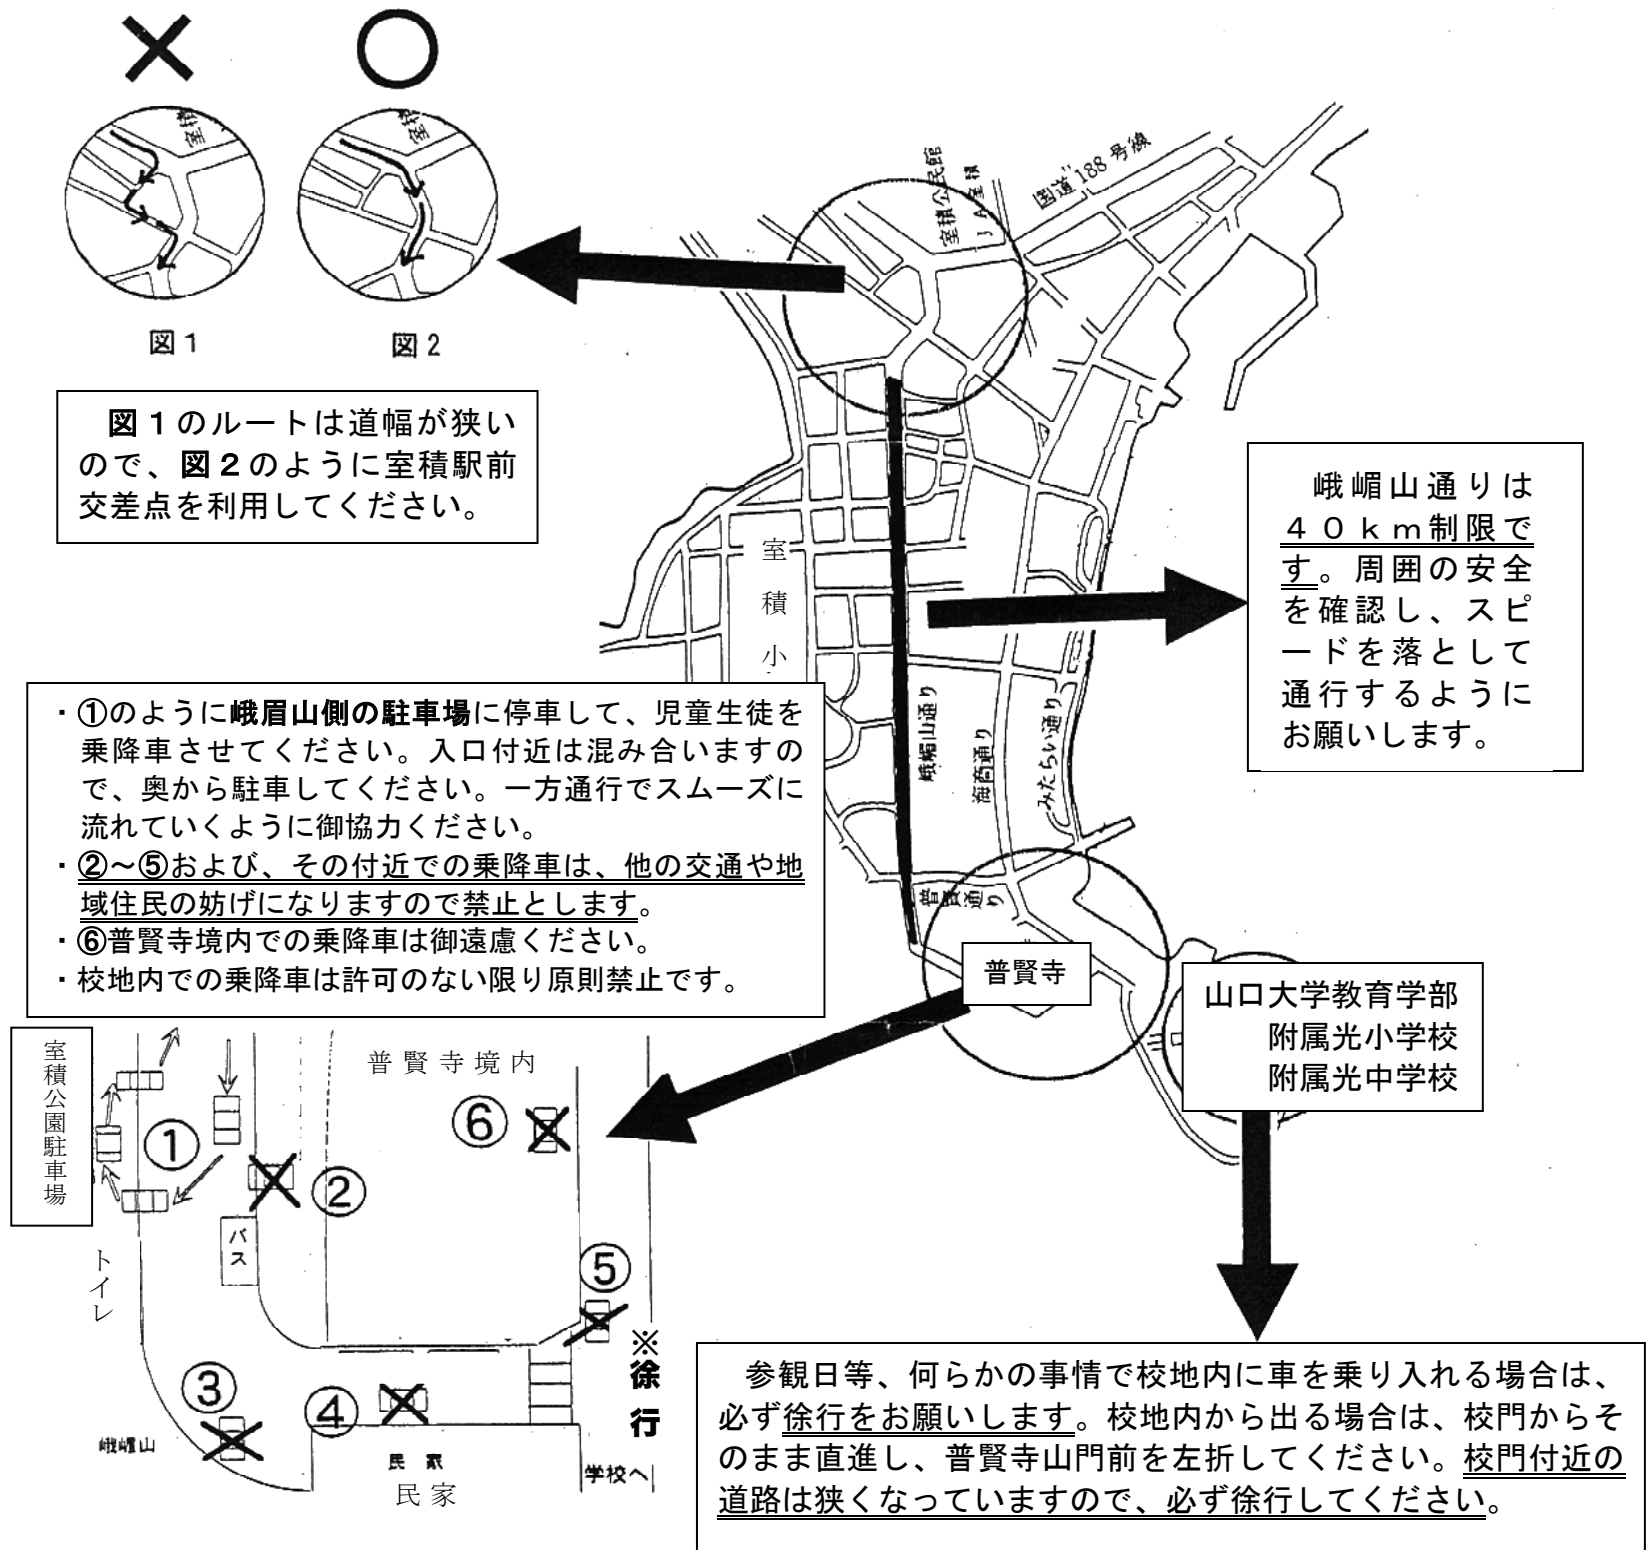 室積
室積
図1
図2
図1のルートは道幅が狭い
ので、図2のように室積駅前
交差点を利用してください。
室積公民館
JA室積
国道188号線
峨嵋山通りは
40km制限で
す。周囲の安全
を確認し、スピ
ードを落として
通行するように
お願いします。
室積小
峨嵋山通り
海商通り
みたらい通り
普賢通り
・①のように峨眉山側の駐車場に停車して、児童生徒を
乗降車させてください。入口付近は混み合いますの
で、奥から駐車してください。一方通行でスムーズに
流れていくように御協力ください。
・②～⑤および、その付近での乗降車は、他の交通や地
域住民の妨げになりますので禁止とします。
・⑥普賢寺境内での乗降車は御遠慮ください。
・校地内での乗降車は許可のない限り原則禁止です。
普賢寺
山口大学教育学部
附属光小学校
附属光中学校
室積公園駐車場
普賢寺境内
①
②
⑥
バス
トイレ
⑤
③
④
※徐行
峨嵋山
民家
民家
学校へ
参観日等、何らかの事情で校地内に車を乗り入れる場合は、
必ず徐行をお願いします。校地内から出る場合は、校門からそ
のまま直進し、普賢寺山門前を左折してください。校門付近の
道路は狭くなっていますので、必ず徐行してください。